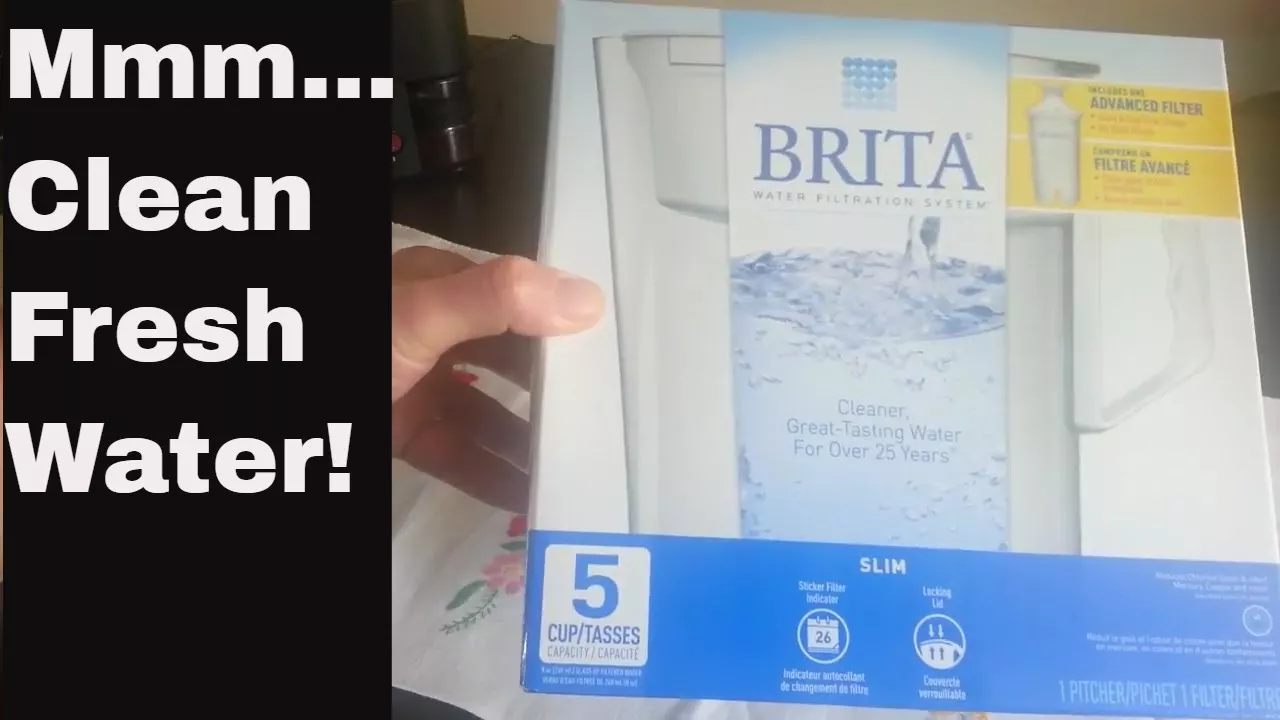 Mmm...
Clean
Fresh
Water!
BRITA®
WATER FILTRATION SYSTEM
INCLUDES ONE
ADVANCED FILTER
COMPREND UN
FILTRE AVANCÉ
Cleaner,
Great-Tasting Water
For Over 25 Years
5
CUP/TASSES
CAPACITY / CAPACITÉ
SLIM
Sticker Filter
Indicator
26
Indicateur autocollant
de changement de filtre
Locking
Lid
Couvercle
verrouillable
1 PITCHER/PICHET 1 FILTER/FILTR